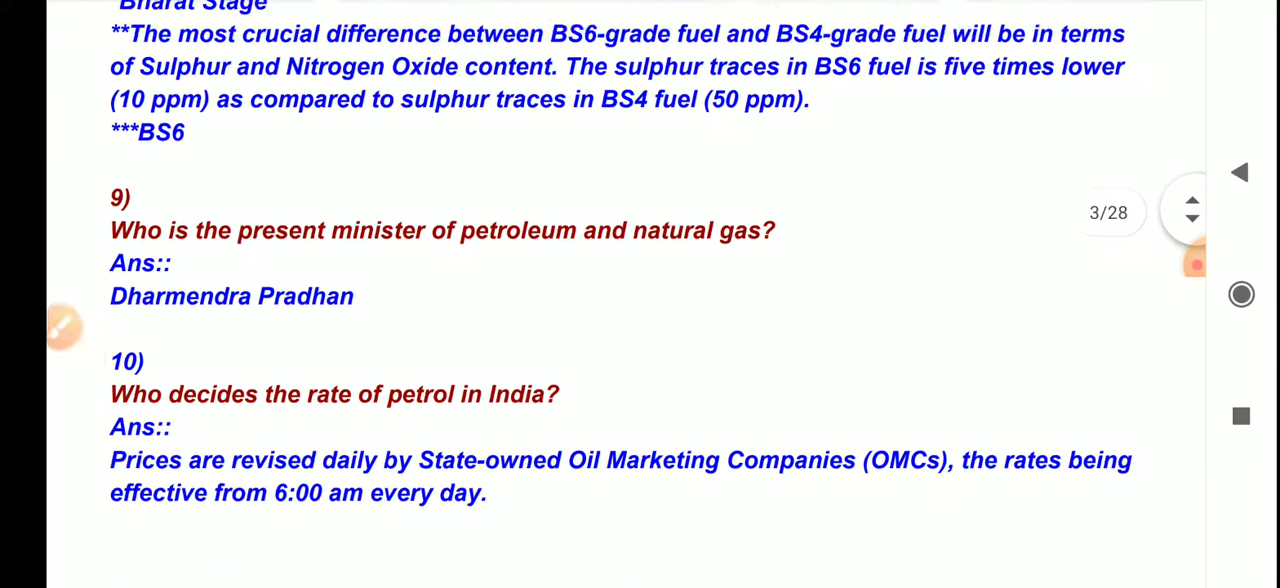 Bharat Stage
**The most crucial difference between BS6-grade fuel and BS4-grade fuel will be in terms
of Sulphur and Nitrogen Oxide content. The sulphur traces in BS6 fuel is five times lower
(10 ppm) as compared to sulphur traces in BS4 fuel (50 ppm).
***BS6
9)
3/28
Who is the present minister of petroleum and natural gas?
Ans::
Dharmendra Pradhan
10)
Who decides the rate of petrol in India?
Ans::
Prices are revised daily by State-owned Oil Marketing Companies (OMCs), the rates being
effective from 6:00 am every day.